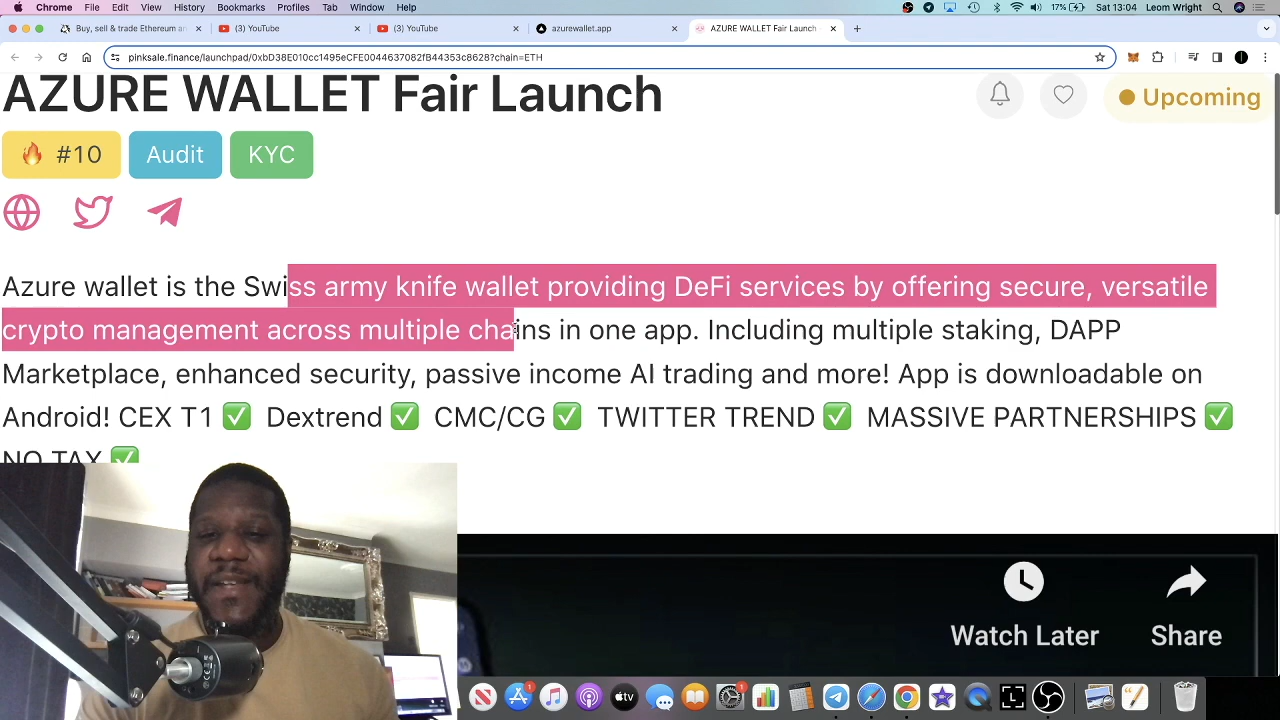 Chrome File Edit View History Bookmarks Profiles Tab Window Help 17% Sat 13:04 Leom Wright
Buy, sell & trade Ethereum an
(3) YouTube
(3) YouTube
azurewallet.app
AZURE WALLET Fair Launch
pinksale.finance/launchpad/0xbD38E010cc1495eCFE0044637082fB44353c8628?chain=ETH
AZURE WALLET Fair Launch
Upcoming
#10 Audit KYC
Azure wallet is the Swiss army knife wallet providing DeFi services by offering secure, versatile
crypto management across multiple chains in one app. Including multiple staking, DAPP
Marketplace, enhanced security, passive income AI trading and more! App is downloadable on
Android! CEX T1 ✅ Dextrend ✅ CMC/CG ✅ TWITTER TREND ✅ MASSIVE PARTNERSHIPS ✅
NO TAX ✅
Watch Later
Share